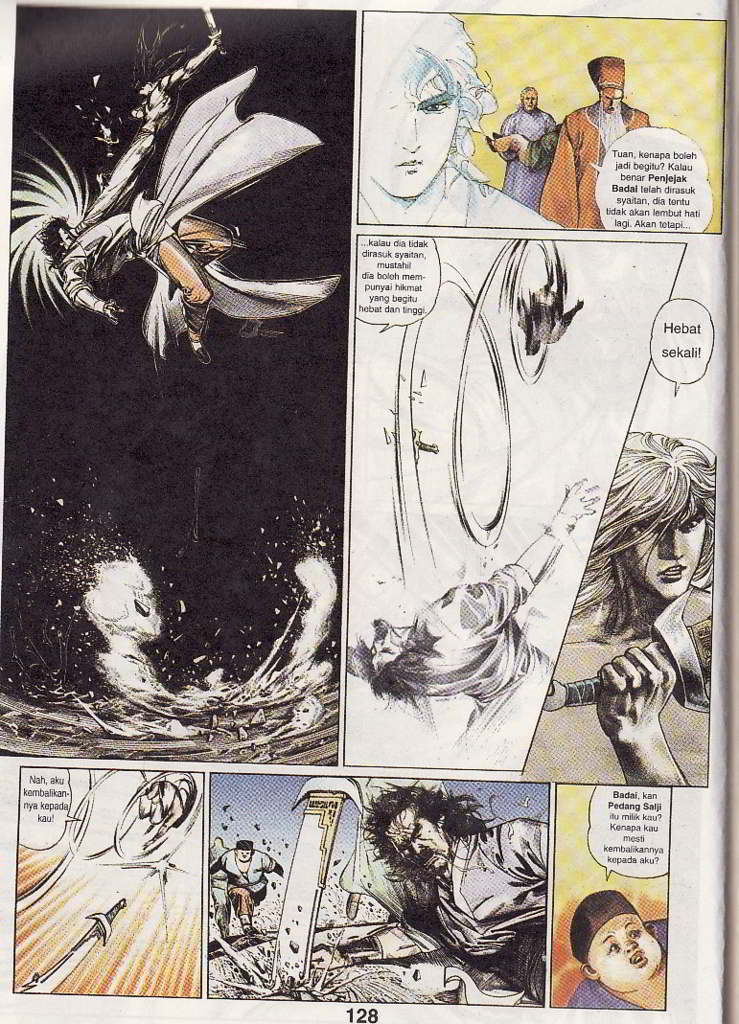 Tuan, kenapa boleh
jadi begitu? Kalau
benar Penjejak
Badai telah dirasuk
syaitan, dia tentu
tidak akan lembut hati
lagi. Akan tetapi...
...kalau dia tidak
dirasuk syaitan,
mustahil
dia boleh mem-
punyai hikmat
yang begitu
hebat dan tinggi.
Hebat
sekali!
Nah, aku
kembalikan-
nya kepada
kau!
Badai, kan
Pedang Salji
itu milik kau?
Kenapa kau
mesti
kembalikannya
kepada aku?
128